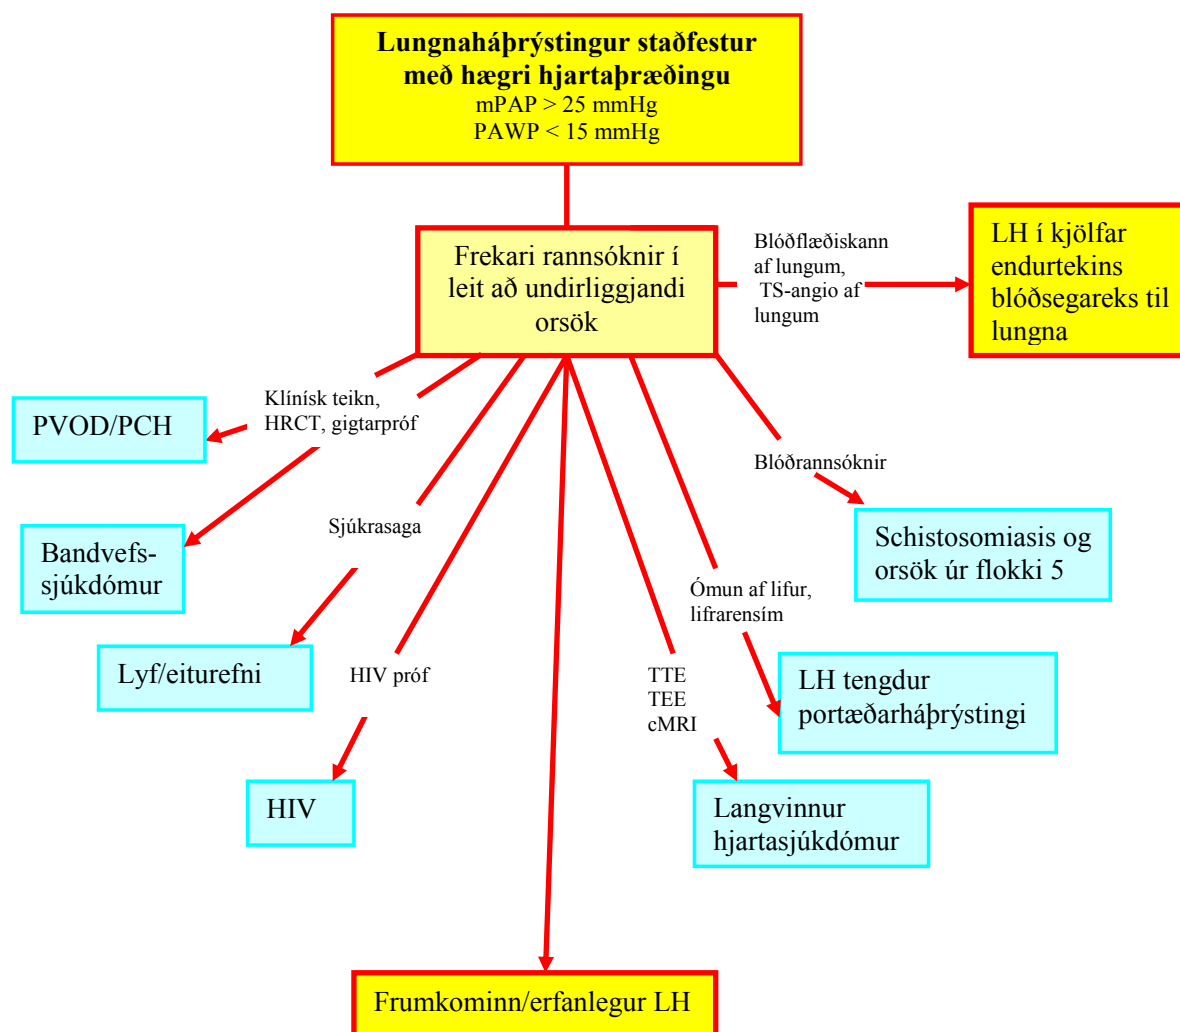 Lungnaháþrýstingur staðfestur
með hægri hjartaþræðingu
mPAP > 25 mmHg
PAWP < 15 mmHg
Frekari rannsóknir í
leit að undirliggjandi
orsök
Blóðflæðiskann
af lungum,
TS-angio af
lungum
LH í kjölfar
endurtekins
blóðsegareks til
lungna
Klínísk teikn,
HRCT, gigtarpróf
PVOD/PCH
Bandvefs-
sjúkdómur
Sjúkrasaga
Lyf/eiturefni
HIV próf
HIV
Blóðrannsóknir
Schistosomiasis og
orsök úr flokki 5
Ómun af lifur,
lifrarensím
LH tengdur
portæðarháþrýstingi
TTE
TEE
cMRI
Langvinnur
hjartasjúkdómur
Frumkominn/erfanlegur LH